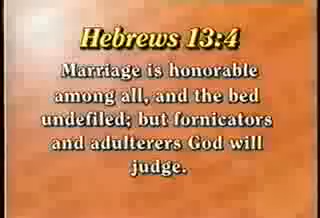 Hebrews 13:4
Marriage is honorable
among all, and the bed
undefiled; but fornicators
and adulterers God will
judge.